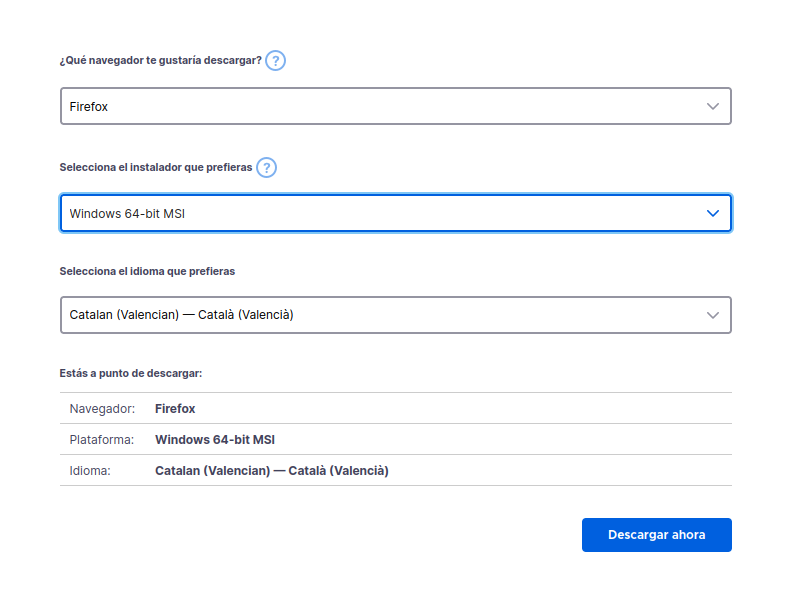 ¿Qué navegador te gustaría descargar? ?
Firefox
Selecciona el instalador que prefieras ?
Windows 64-bit MSI
Selecciona el idioma que prefieras
Catalan (Valencian) — Català (Valencià)
Estás a punto de descargar:
Navegador: Firefox
Plataforma: Windows 64-bit MSI
Idioma: Catalan (Valencian) — Català (Valencià)
Descargar ahora